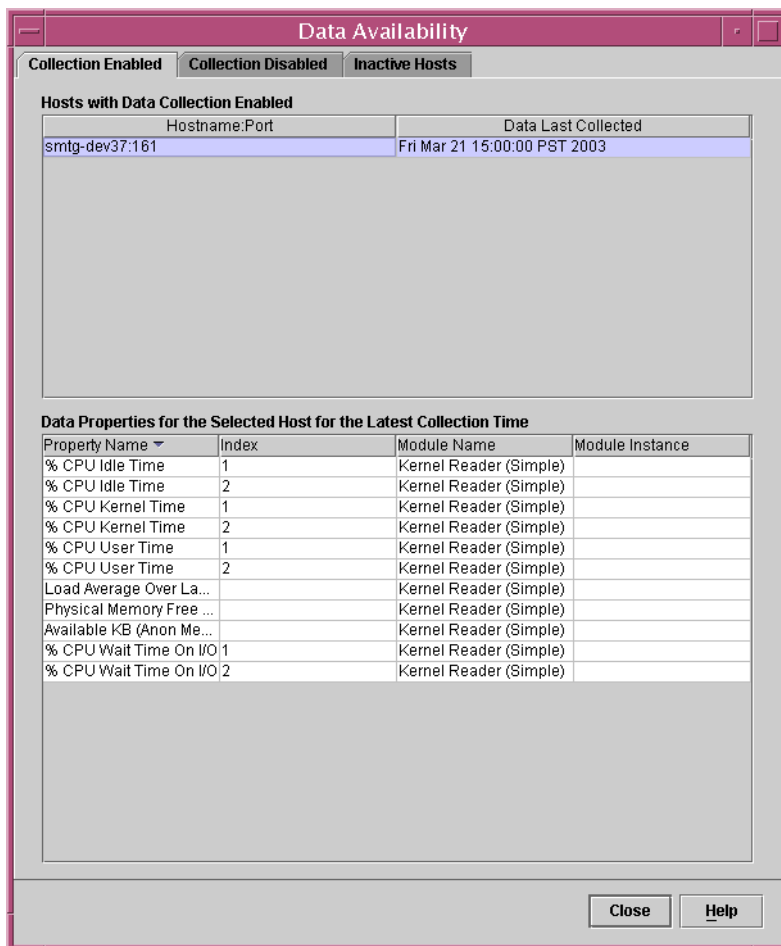 Data Availability
Collection Enabled Collection Disabled Inactive Hosts
Hosts with Data Collection Enabled
Hostname:Port Data Last Collected
smtg-dev37:161 Fri Mar 21 15:00:00 PST 2003
Data Properties for the Selected Host for the Latest Collection Time
Property Name Index Module Name Module Instance
% CPU Idle Time 1 Kernel Reader (Simple)
% CPU Idle Time 2 Kernel Reader (Simple)
% CPU Kernel Time 1 Kernel Reader (Simple)
% CPU Kernel Time 2 Kernel Reader (Simple)
% CPU User Time 1 Kernel Reader (Simple)
% CPU User Time 2 Kernel Reader (Simple)
Load Average Over La... Kernel Reader (Simple)
Physical Memory Free ... Kernel Reader (Simple)
Available KB (Anon Me... Kernel Reader (Simple)
% CPU Wait Time On I/O 1 Kernel Reader (Simple)
% CPU Wait Time On I/O 2 Kernel Reader (Simple)
Close Help